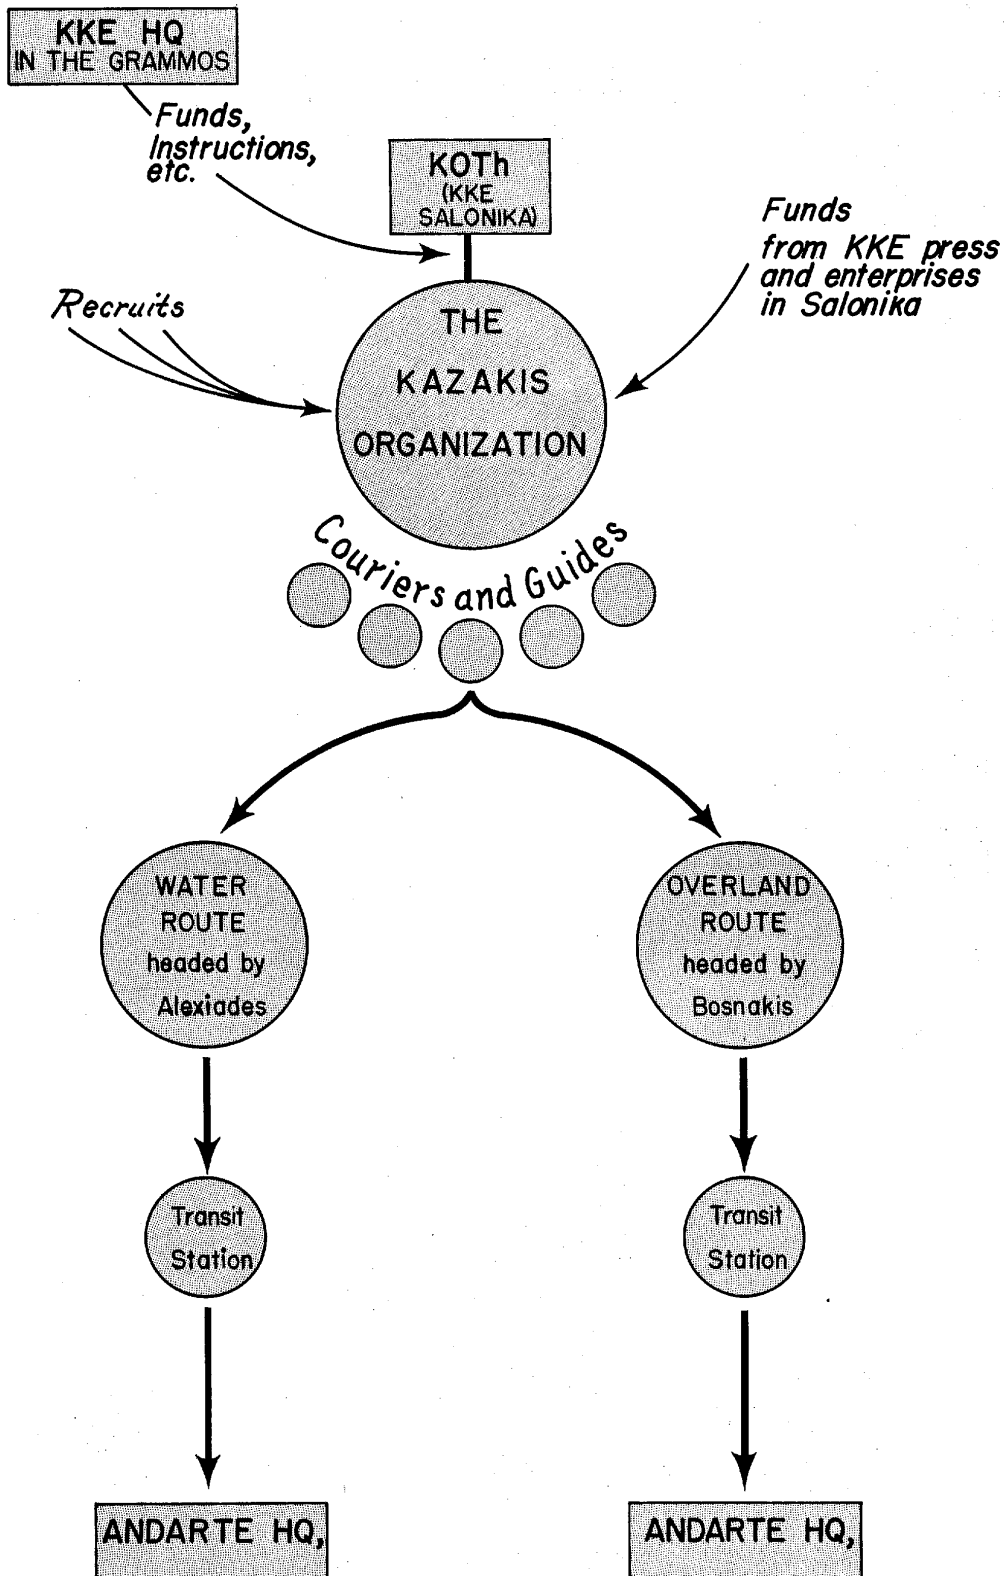 KKE HQ
IN THE GRAMMOS
Funds,
Instructions,
etc.
KOTh
(KKE
SALONIKA)
Funds
from KKE press
and enterprises
in Salonika
Recruits
THE
KAZAKIS
ORGANIZATION
Couriers and Guides
WATER
ROUTE
headed by
Alexiades
OVERLAND
ROUTE
headed by
Bosnakis
Transit
Station
Transit
Station
ANDARTE HQ,
ANDARTE HQ,